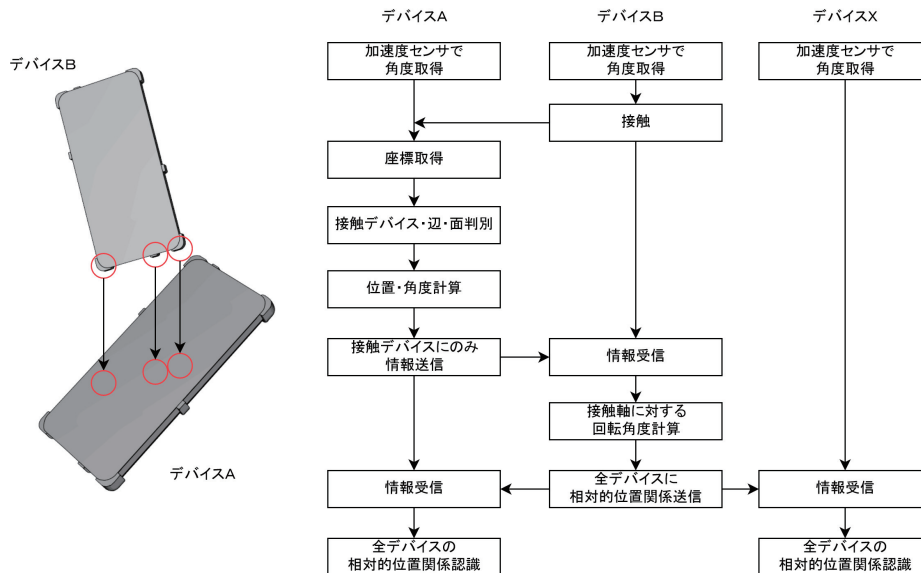 デバイスB
デバイスA
デバイスA
加速度センサで
角度取得
座標取得
接触デバイス・辺・面判別
位置・角度計算
接触デバイスにのみ
情報送信
情報受信
全デバイスの
相対的位置関係認識
デバイスB
加速度センサで
角度取得
接触
情報受信
接触軸に対する
回転角度計算
全デバイスに
相対的位置関係送信
デバイスX
加速度センサで
角度取得
情報受信
全デバイスの
相対的位置関係認識